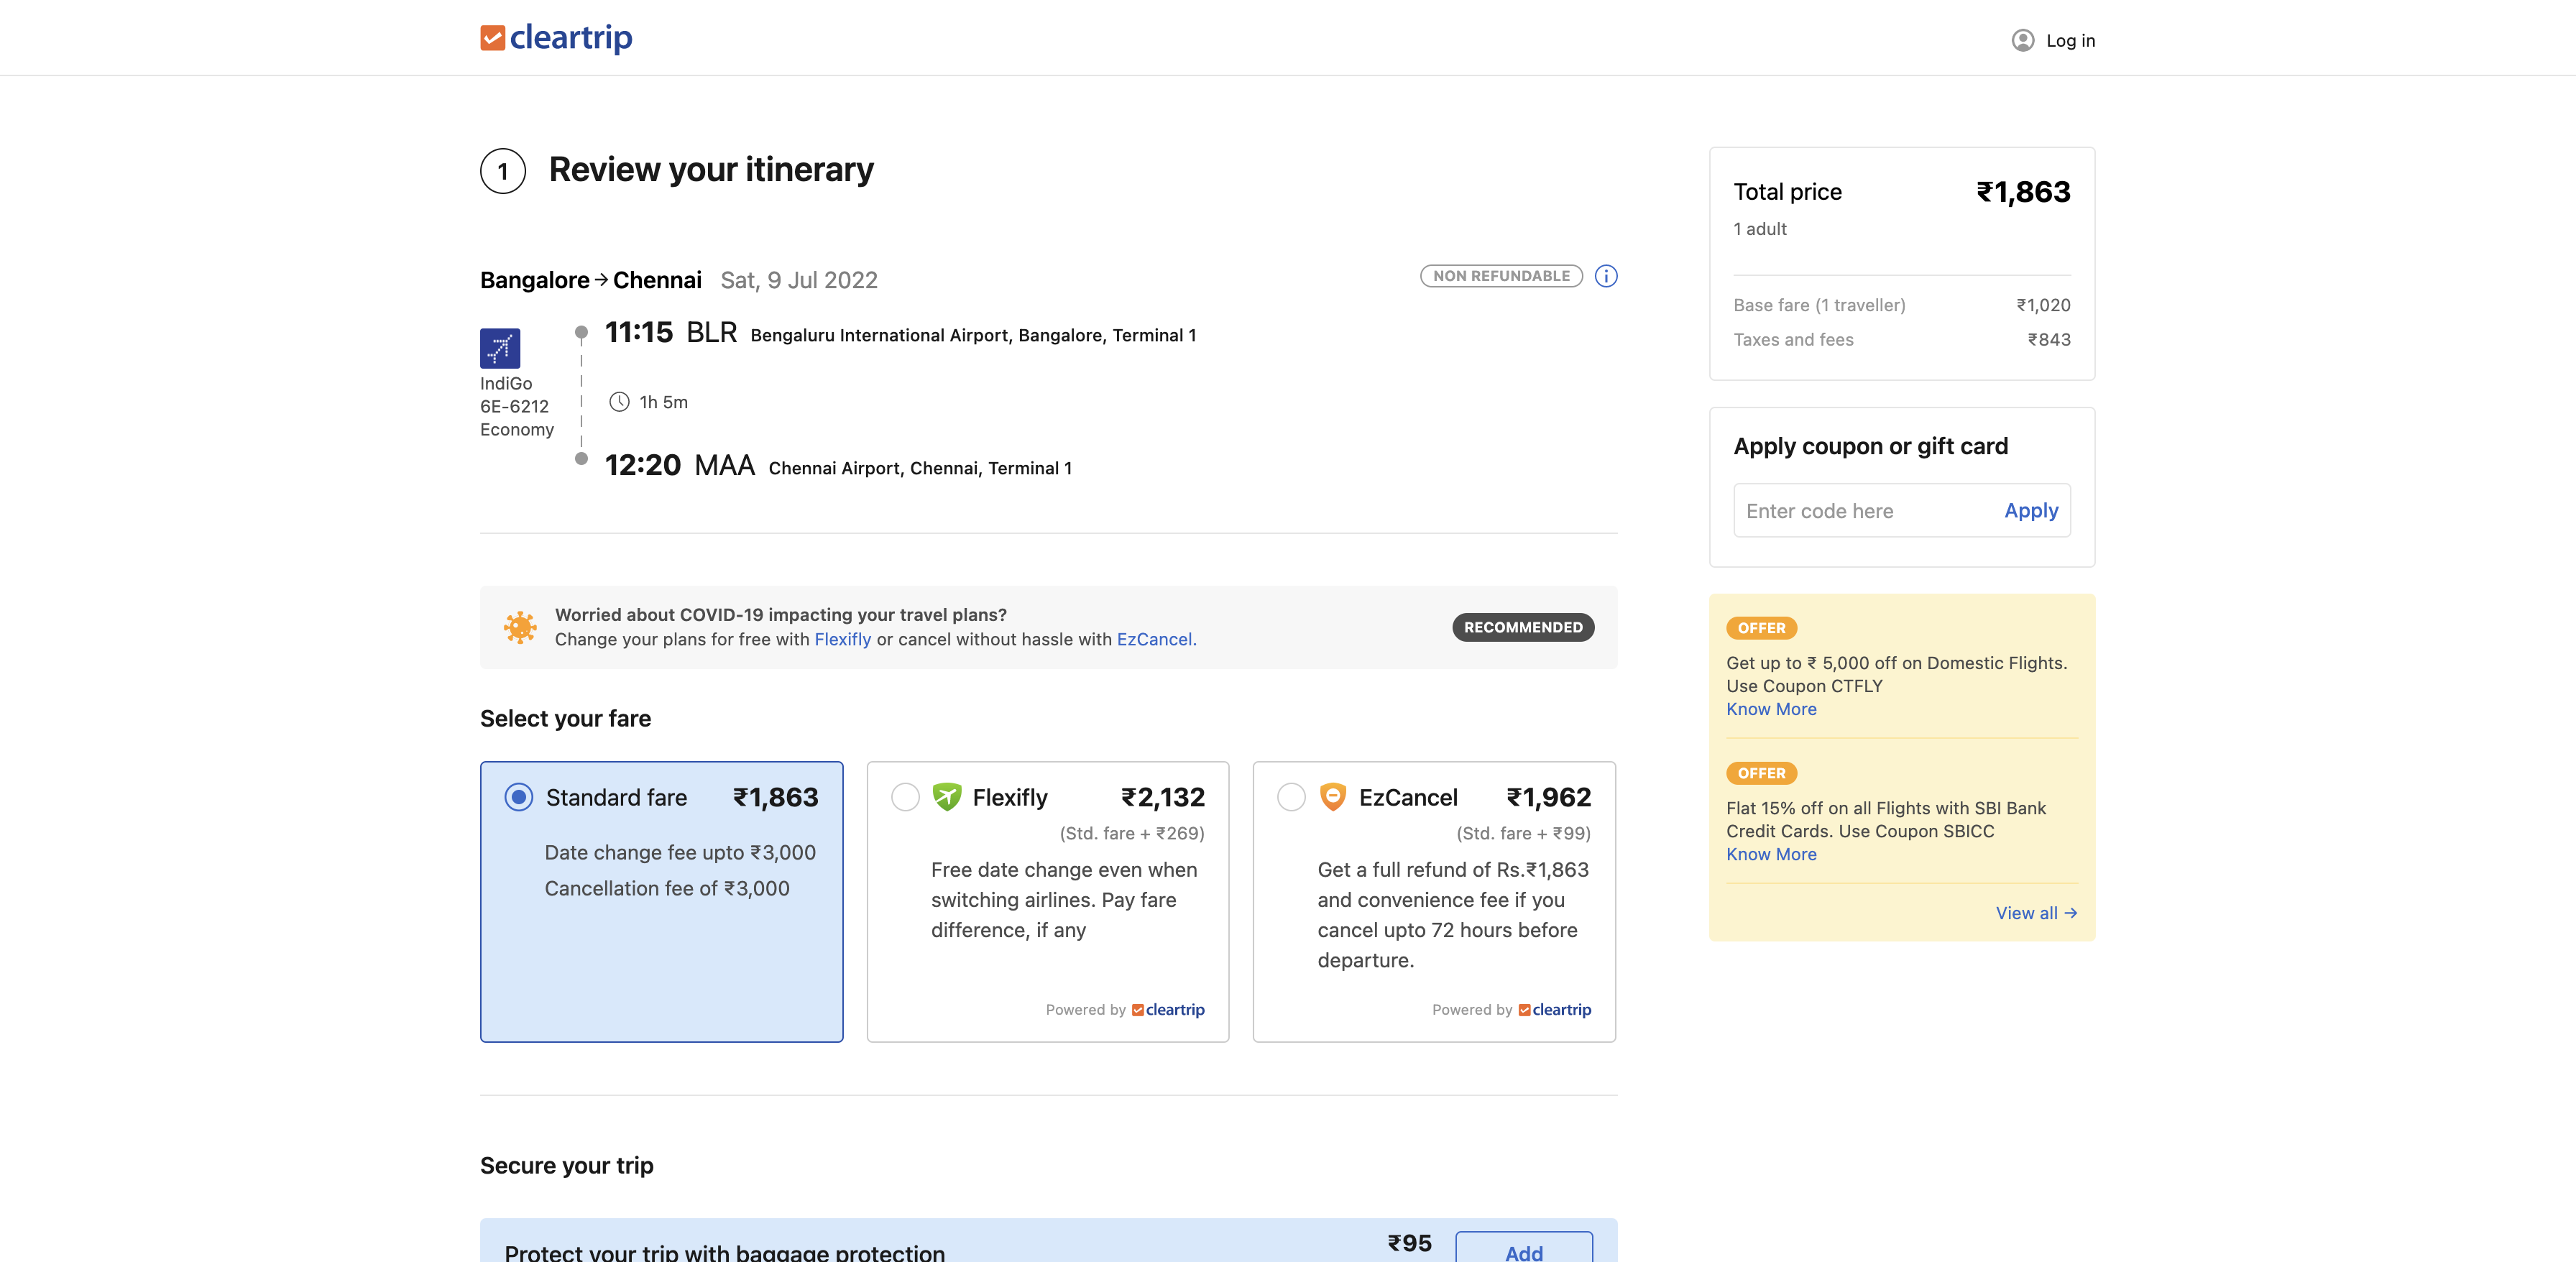 cleartrip
Log in
1
Review your itinerary
Bangalore → Chennai Sat, 9 Jul 2022
NON REFUNDABLE
IndiGo
6E-6212
Economy
11:15 BLR Bengaluru International Airport, Bangalore, Terminal 1
1h 5m
12:20 MAA Chennai Airport, Chennai, Terminal 1
Worried about COVID-19 impacting your travel plans?
Change your plans for free with Flexifly or cancel without hassle with EzCancel.
RECOMMENDED
Select your fare
Standard fare ₹1,863
Date change fee upto ₹3,000
Cancellation fee of ₹3,000
Flexifly ₹2,132
(Std. fare + ₹269)
Free date change even when
switching airlines. Pay fare
difference, if any
Powered by cleartrip
EzCancel ₹1,962
(Std. fare + ₹99)
Get a full refund of Rs.₹1,863
and convenience fee if you
cancel upto 72 hours before
departure.
Powered by cleartrip
Secure your trip
Protect your trip with baggage protection
₹95
Add
Total price ₹1,863
1 adult
Base fare (1 traveller) ₹1,020
Taxes and fees ₹843
Apply coupon or gift card
Enter code here Apply
OFFER
Get up to ₹ 5,000 off on Domestic Flights.
Use Coupon CTFLY
Know More
OFFER
Flat 15% off on all Flights with SBI Bank
Credit Cards. Use Coupon SBICC
Know More
View all →